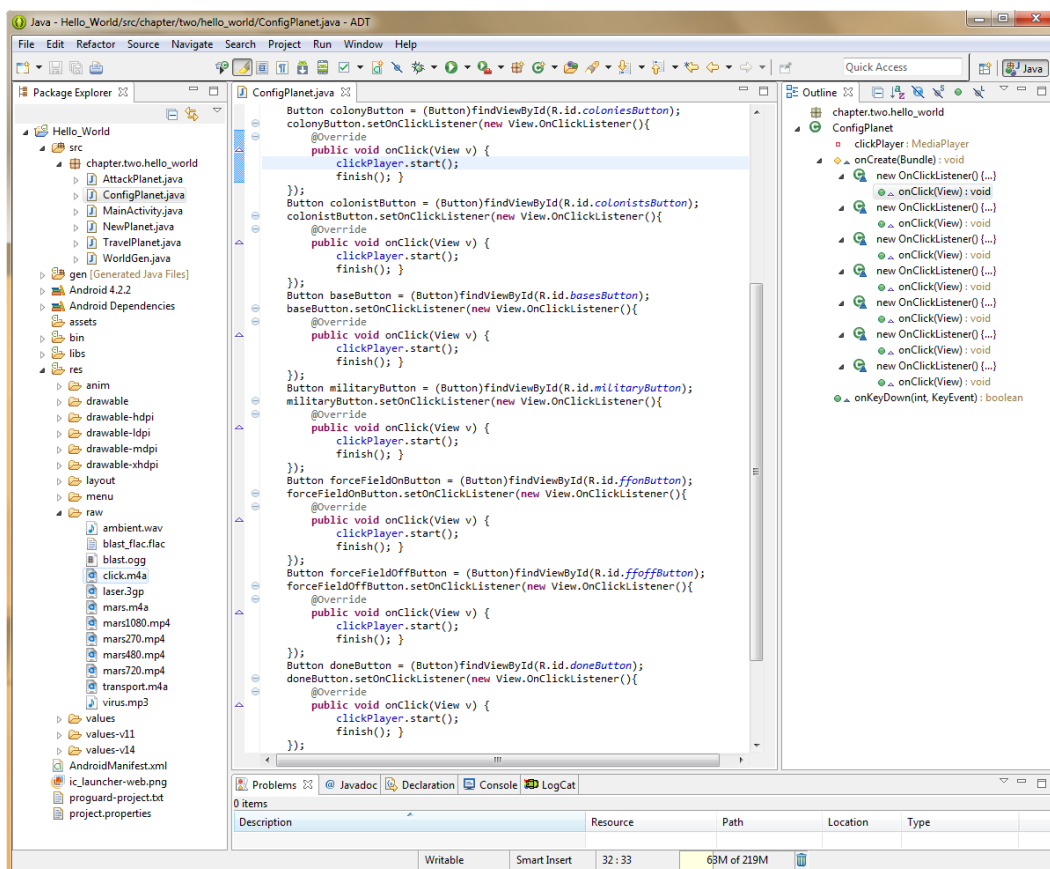 Java - Hello_World/src/chapter/two/hello_world/ConfigPlanet.java - ADT
File Edit Refactor Source Navigate Search Project Run Window Help
Quick Access
Java
Package Explorer
Hello_World
src
chapter.two.hello_world
AttackPlanet.java
ConfigPlanet.java
MainActivity.java
NewPlanet.java
TravelPlanet.java
WorldGen.java
gen [Generated Java Files]
Android 4.2.2
Android Dependencies
assets
bin
libs
res
anim
drawable
drawable-hdpi
drawable-ldpi
drawable-mdpi
drawable-xhdpi
layout
menu
raw
ambient.wav
blast_flac.flac
blast.ogg
click.m4a
laser.3gp
mars.m4a
mars1080.mp4
mars270.mp4
mars480.mp4
mars720.mp4
transport.m4a
virus.mp3
values
values-v11
values-v14
AndroidManifest.xml
ic_launcher-web.png
proguard-project.txt
project.properties
ConfigPlanet.java
Button colonyButton = (Button)findViewById(R.id.coloniesButton);
colonyButton.setOnClickListener(new View.OnClickListener(){
@Override
public void onClick(View v) {
clickPlayer.start();
finish(); }
});
Button colonistButton = (Button)findViewById(R.id.colonistsButton);
colonistButton.setOnClickListener(new View.OnClickListener(){
@Override
public void onClick(View v) {
clickPlayer.start();
finish(); }
});
Button baseButton = (Button)findViewById(R.id.basesButton);
baseButton.setOnClickListener(new View.OnClickListener(){
@Override
public void onClick(View v) {
clickPlayer.start();
finish(); }
});
Button militaryButton = (Button)findViewById(R.id.militaryButton);
militaryButton.setOnClickListener(new View.OnClickListener(){
@Override
public void onClick(View v) {
clickPlayer.start();
finish(); }
});
Button forceFieldOnButton = (Button)findViewById(R.id.ffonButton);
forceFieldOnButton.setOnClickListener(new View.OnClickListener(){
@Override
public void onClick(View v) {
clickPlayer.start();
finish(); }
});
Button forceFieldOffButton = (Button)findViewById(R.id.ffoffButton);
forceFieldOffButton.setOnClickListener(new View.OnClickListener(){
@Override
public void onClick(View v) {
clickPlayer.start();
finish(); }
});
Button doneButton = (Button)findViewById(R.id.doneButton);
doneButton.setOnClickListener(new View.OnClickListener(){
@Override
public void onClick(View v) {
clickPlayer.start();
finish(); }
});
Outline
chapter.two.hello_world
ConfigPlanet
clickPlayer : MediaPlayer
onCreate(Bundle) : void
new OnClickListener() {...}
onClick(View) : void
new OnClickListener() {...}
onClick(View) : void
new OnClickListener() {...}
onClick(View) : void
new OnClickListener() {...}
onClick(View) : void
new OnClickListener() {...}
onClick(View) : void
new OnClickListener() {...}
onClick(View) : void
new OnClickListener() {...}
onClick(View) : void
onKeyDown(int, KeyEvent) : boolean
Problems @ Javadoc Declaration Console LogCat
0 items
Description Resource Path Location Type
Writable Smart Insert 32 : 33 63M of 219M